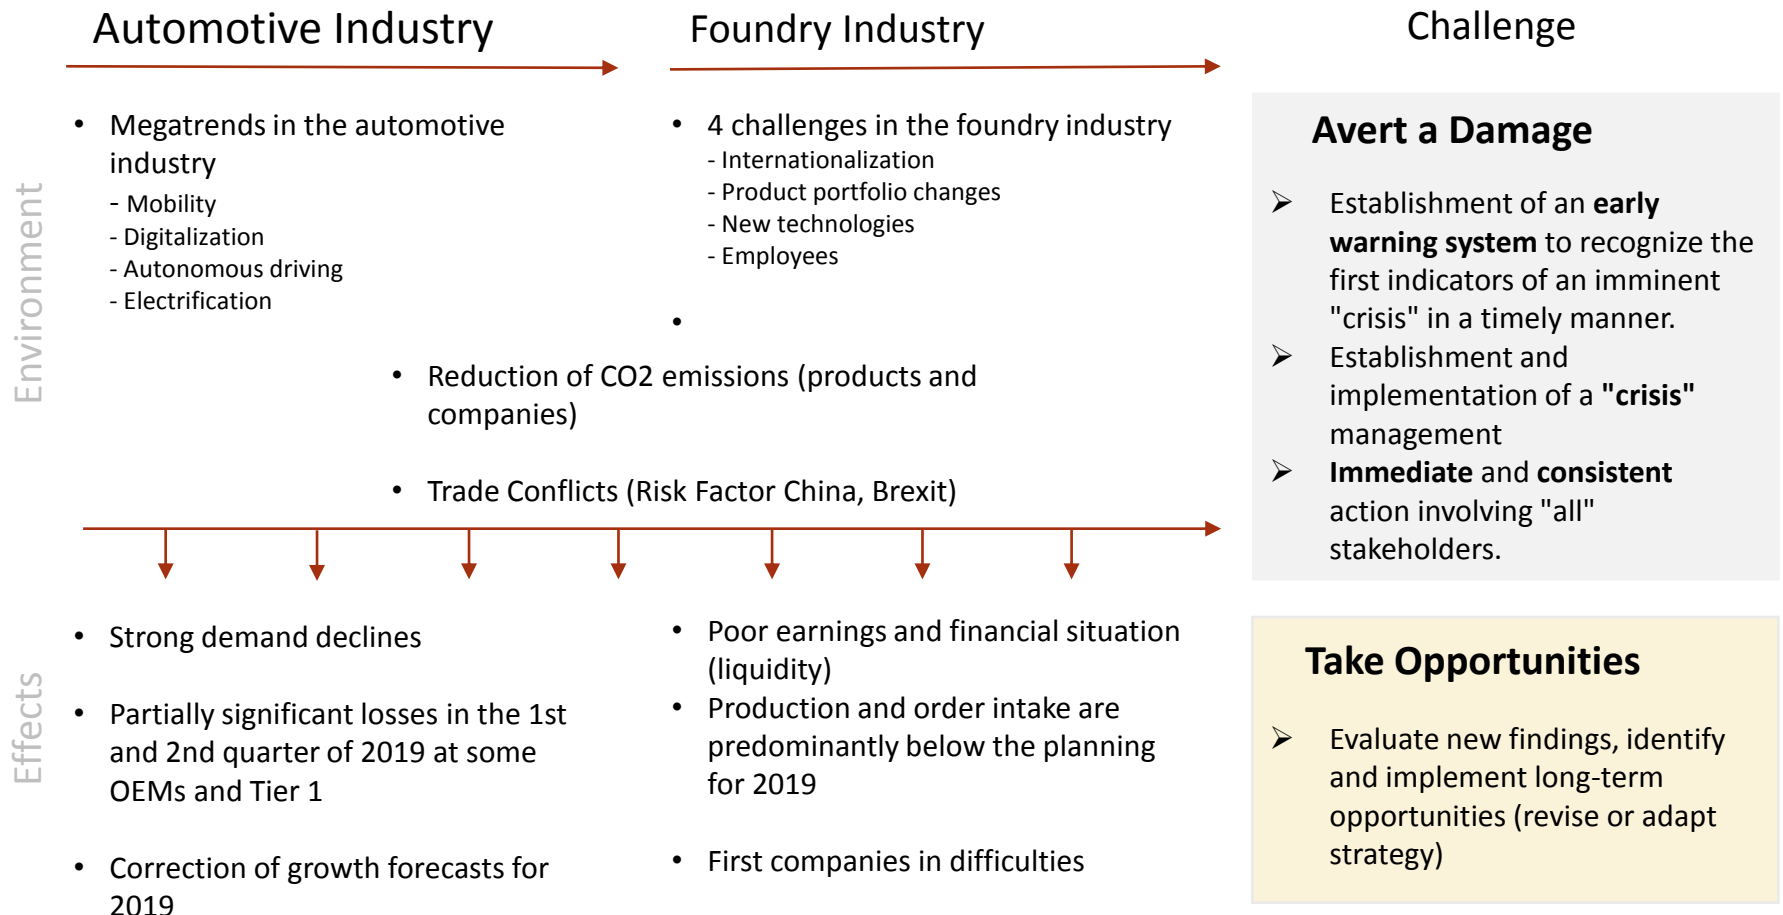 Automotive Industry
Foundry Industry
Challenge
Environment
• Megatrends in the automotive
industry
- Mobility
- Digitalization
- Autonomous driving
- Electrification
• 4 challenges in the foundry industry
- Internationalization
- Product portfolio changes
- New technologies
- Employees
•
• Reduction of CO2 emissions (products and
companies)
• Trade Conflicts (Risk Factor China, Brexit)
Avert a Damage
➢ Establishment of an early
warning system to recognize the
first indicators of an imminent
"crisis" in a timely manner.
➢ Establishment and
implementation of a "crisis"
management
➢ Immediate and consistent
action involving "all"
stakeholders.
Effects
• Strong demand declines
• Partially significant losses in the 1st
and 2nd quarter of 2019 at some
OEMs and Tier 1
• Correction of growth forecasts for
2019
• Poor earnings and financial situation
(liquidity)
• Production and order intake are
predominantly below the planning
for 2019
• First companies in difficulties
Take Opportunities
➢ Evaluate new findings, identify
and implement long-term
opportunities (revise or adapt
strategy)